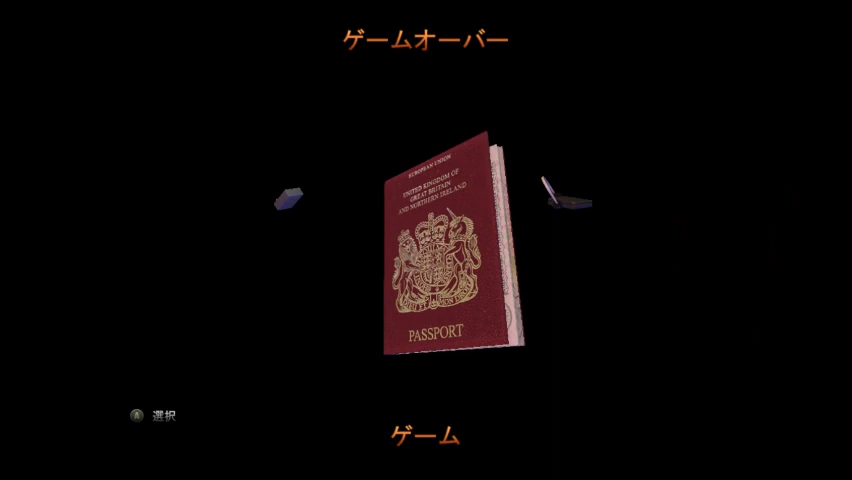 ゲームオーバー
EUROPEAN UNION
UNITED KINGDOM OF
GREAT BRITAIN
AND NORTHERN IRELAND
PASSPORT
A 選択
ゲーム